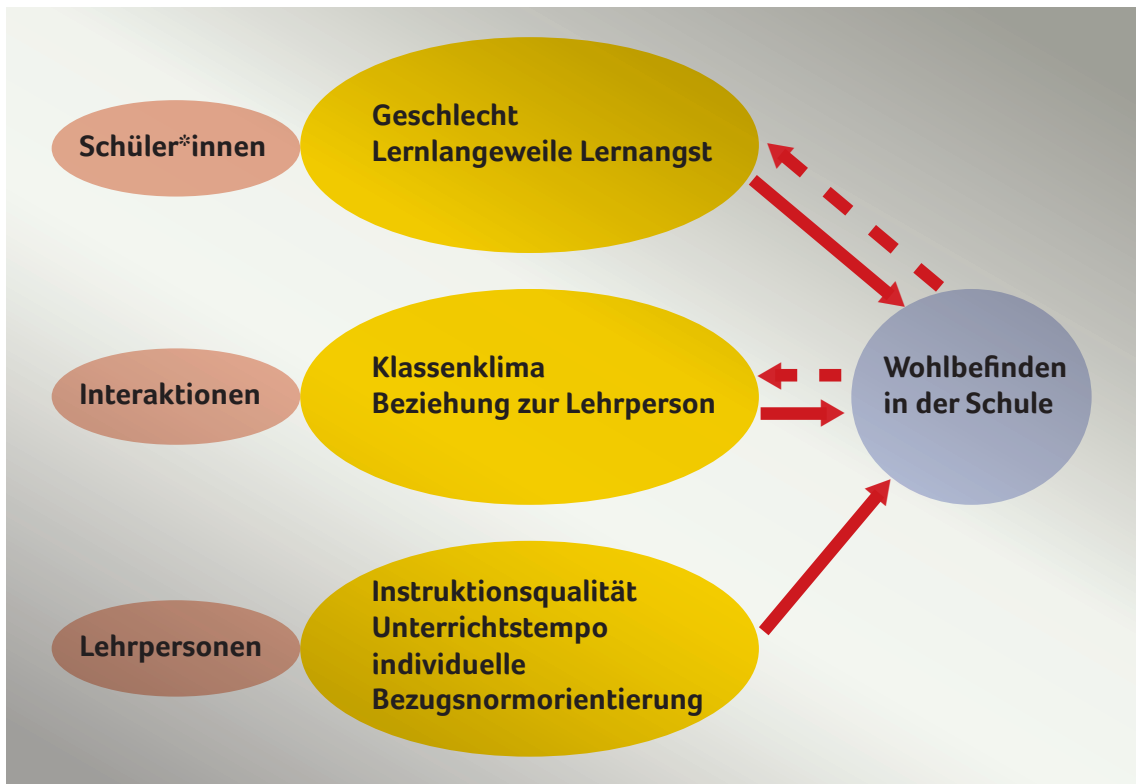 Schüler*innen
Geschlecht
Lernlangeweile Lernangst
Interaktionen
Klassenklima
Beziehung zur Lehrperson
Wohlbefinden
in der Schule
Lehrpersonen
Instruktionsqualität
Unterrichtstempo
individuelle
Bezugsnormorientierung